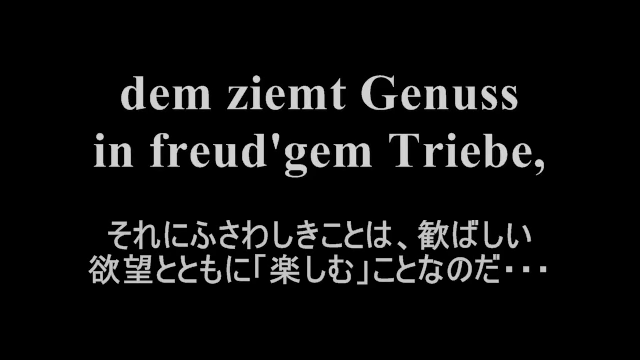 dem ziemt Genuss
in freud'gem Triebe,
それにふさわしきことは、歓ばしい
欲望とともに「楽しむ」ことなのだ・・・